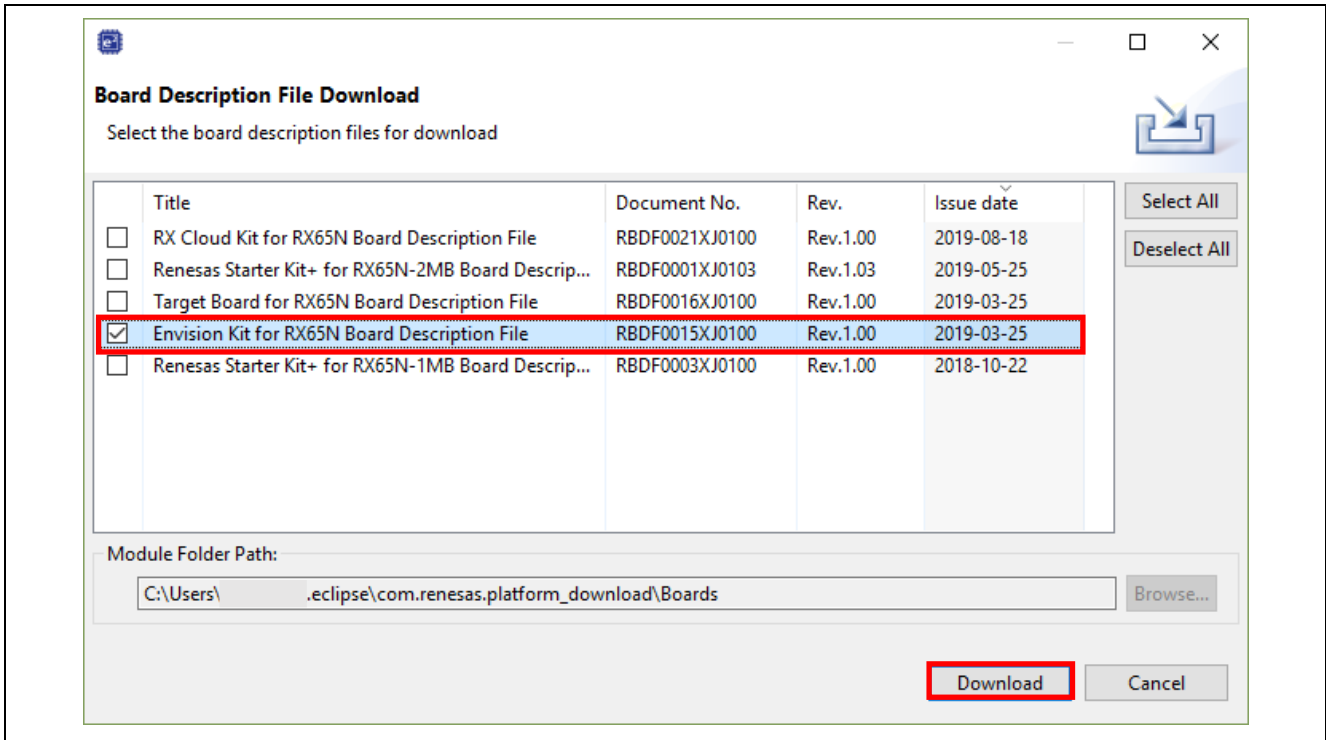 Board Description File Download
Select the board description files for download
Title Document No. Rev. Issue date
RX Cloud Kit for RX65N Board Description File RBDF0021XJ0100 Rev.1.00 2019-08-18
Renesas Starter Kit+ for RX65N-2MB Board Descrip... RBDF0001XJ0103 Rev.1.03 2019-05-25
Target Board for RX65N Board Description File RBDF0016XJ0100 Rev.1.00 2019-03-25
Envision Kit for RX65N Board Description File RBDF0015XJ0100 Rev.1.00 2019-03-25
Renesas Starter Kit+ for RX65N-1MB Board Descrip... RBDF0003XJ0100 Rev.1.00 2018-10-22
Select All
Deselect All
Module Folder Path:
C:\Users\ .eclipse\com.renesas.platform_download\Boards
Browse...
Download Cancel